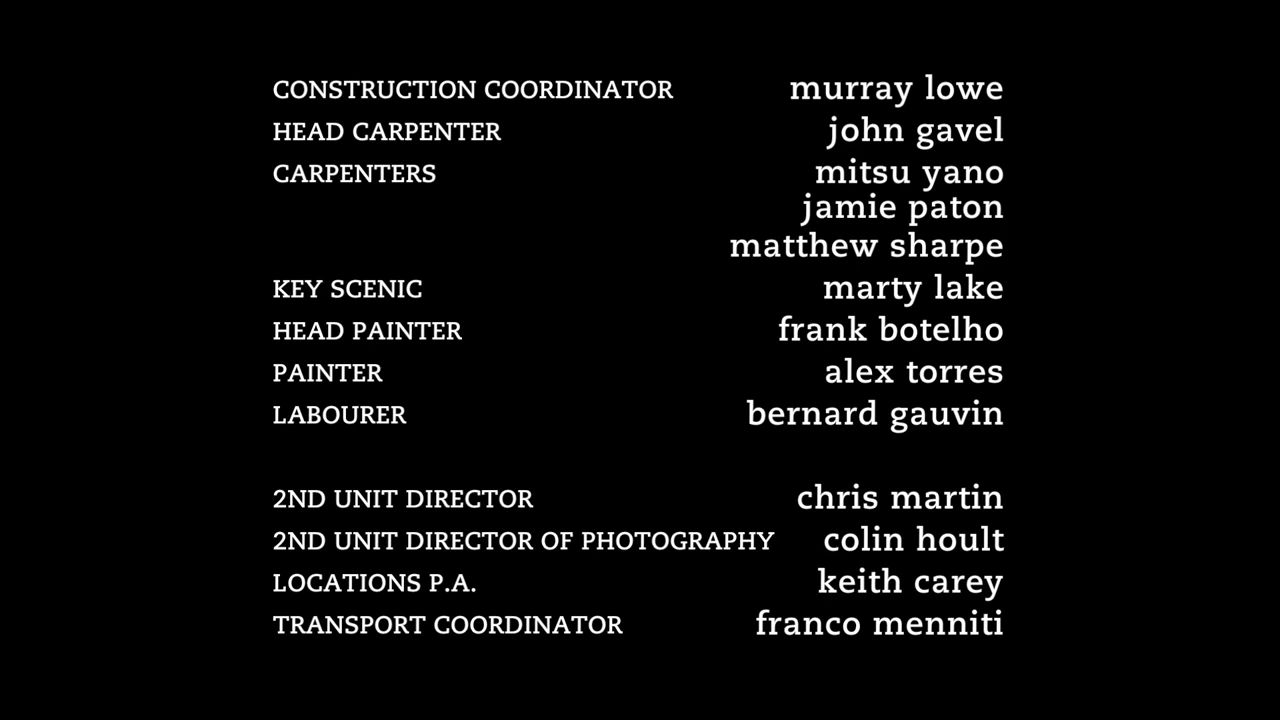 CONSTRUCTION COORDINATOR murray lowe
HEAD CARPENTER john gavel
CARPENTERS mitsu yano
jamie paton
matthew sharpe
KEY SCENIC marty lake
HEAD PAINTER frank botelho
PAINTER alex torres
LABOURER bernard gauvin
2ND UNIT DIRECTOR chris martin
2ND UNIT DIRECTOR OF PHOTOGRAPHY colin hoult
LOCATIONS P.A. keith carey
TRANSPORT COORDINATOR franco menniti